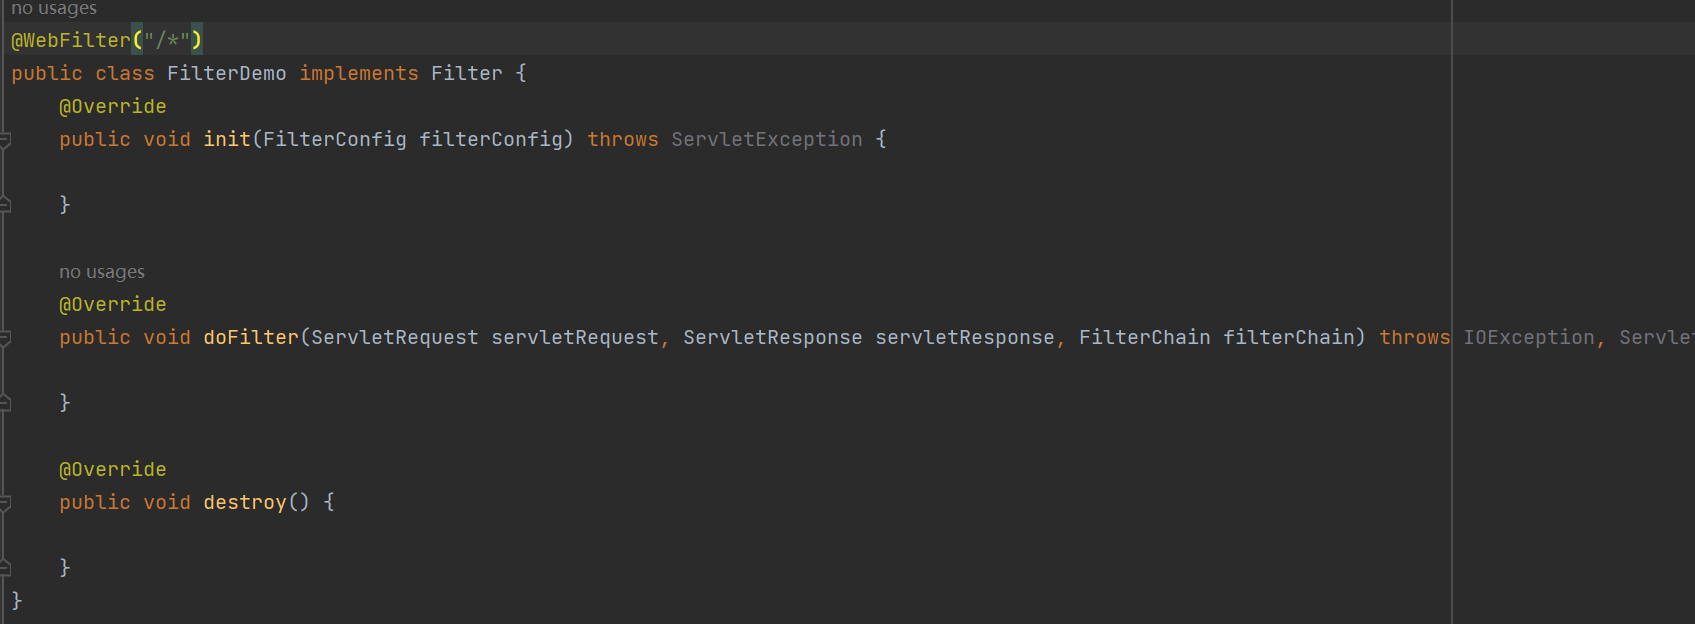 no usages
@WebFilter("/*")
public class FilterDemo implements Filter {
    @Override
    public void init(FilterConfig filterConfig) throws ServletException {

    }

    no usages
    @Override
    public void doFilter(ServletRequest servletRequest, ServletResponse servletResponse, FilterChain filterChain) throws IOException, Servlet

    }

    @Override
    public void destroy() {

    }
}